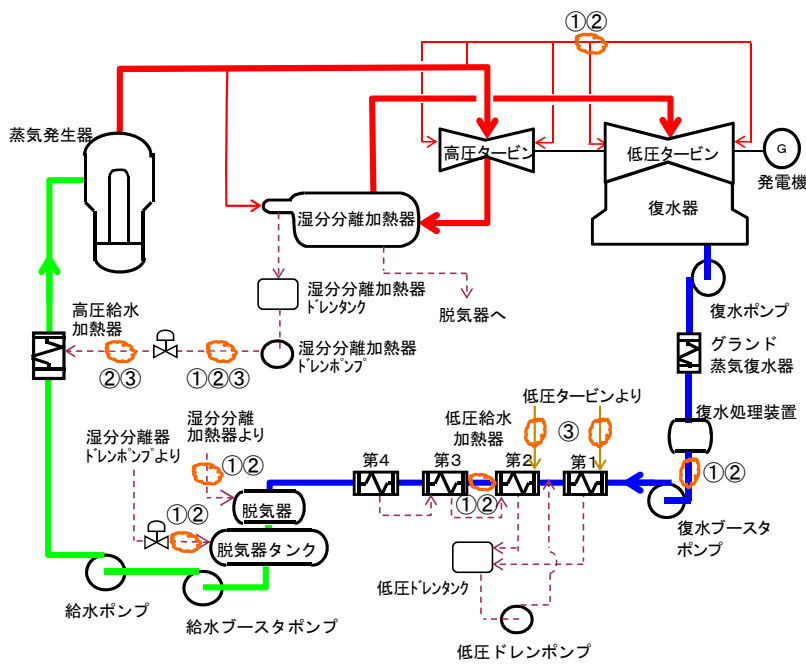 ①②
蒸気発生器
高圧タービン
低圧タービン
G
発電機
湿分分離加熱器
復水器
湿分分離加熱器
ﾄﾞﾚﾝﾀﾝｸ
脱気器へ
復水ポンプ
高圧給水
加熱器
湿分分離加熱器
ﾄﾞﾚﾝﾎﾟﾝﾌﾟ
グランド
蒸気復水器
②③
①②③
低圧タービンより
復水処理装置
湿分分離
加熱器より
低圧給水
加熱器
③
湿分分離器
ﾄﾞﾚﾝﾎﾟﾝﾌﾟより
①②
第4
第3
第2
第1
①②
①②
脱気器
①②
復水ブースタ
ポンプ
脱気器タンク
低圧ﾄﾞﾚﾝﾀﾝｸ
給水ポンプ
給水ブースタポンプ
低圧ドレンポンプ